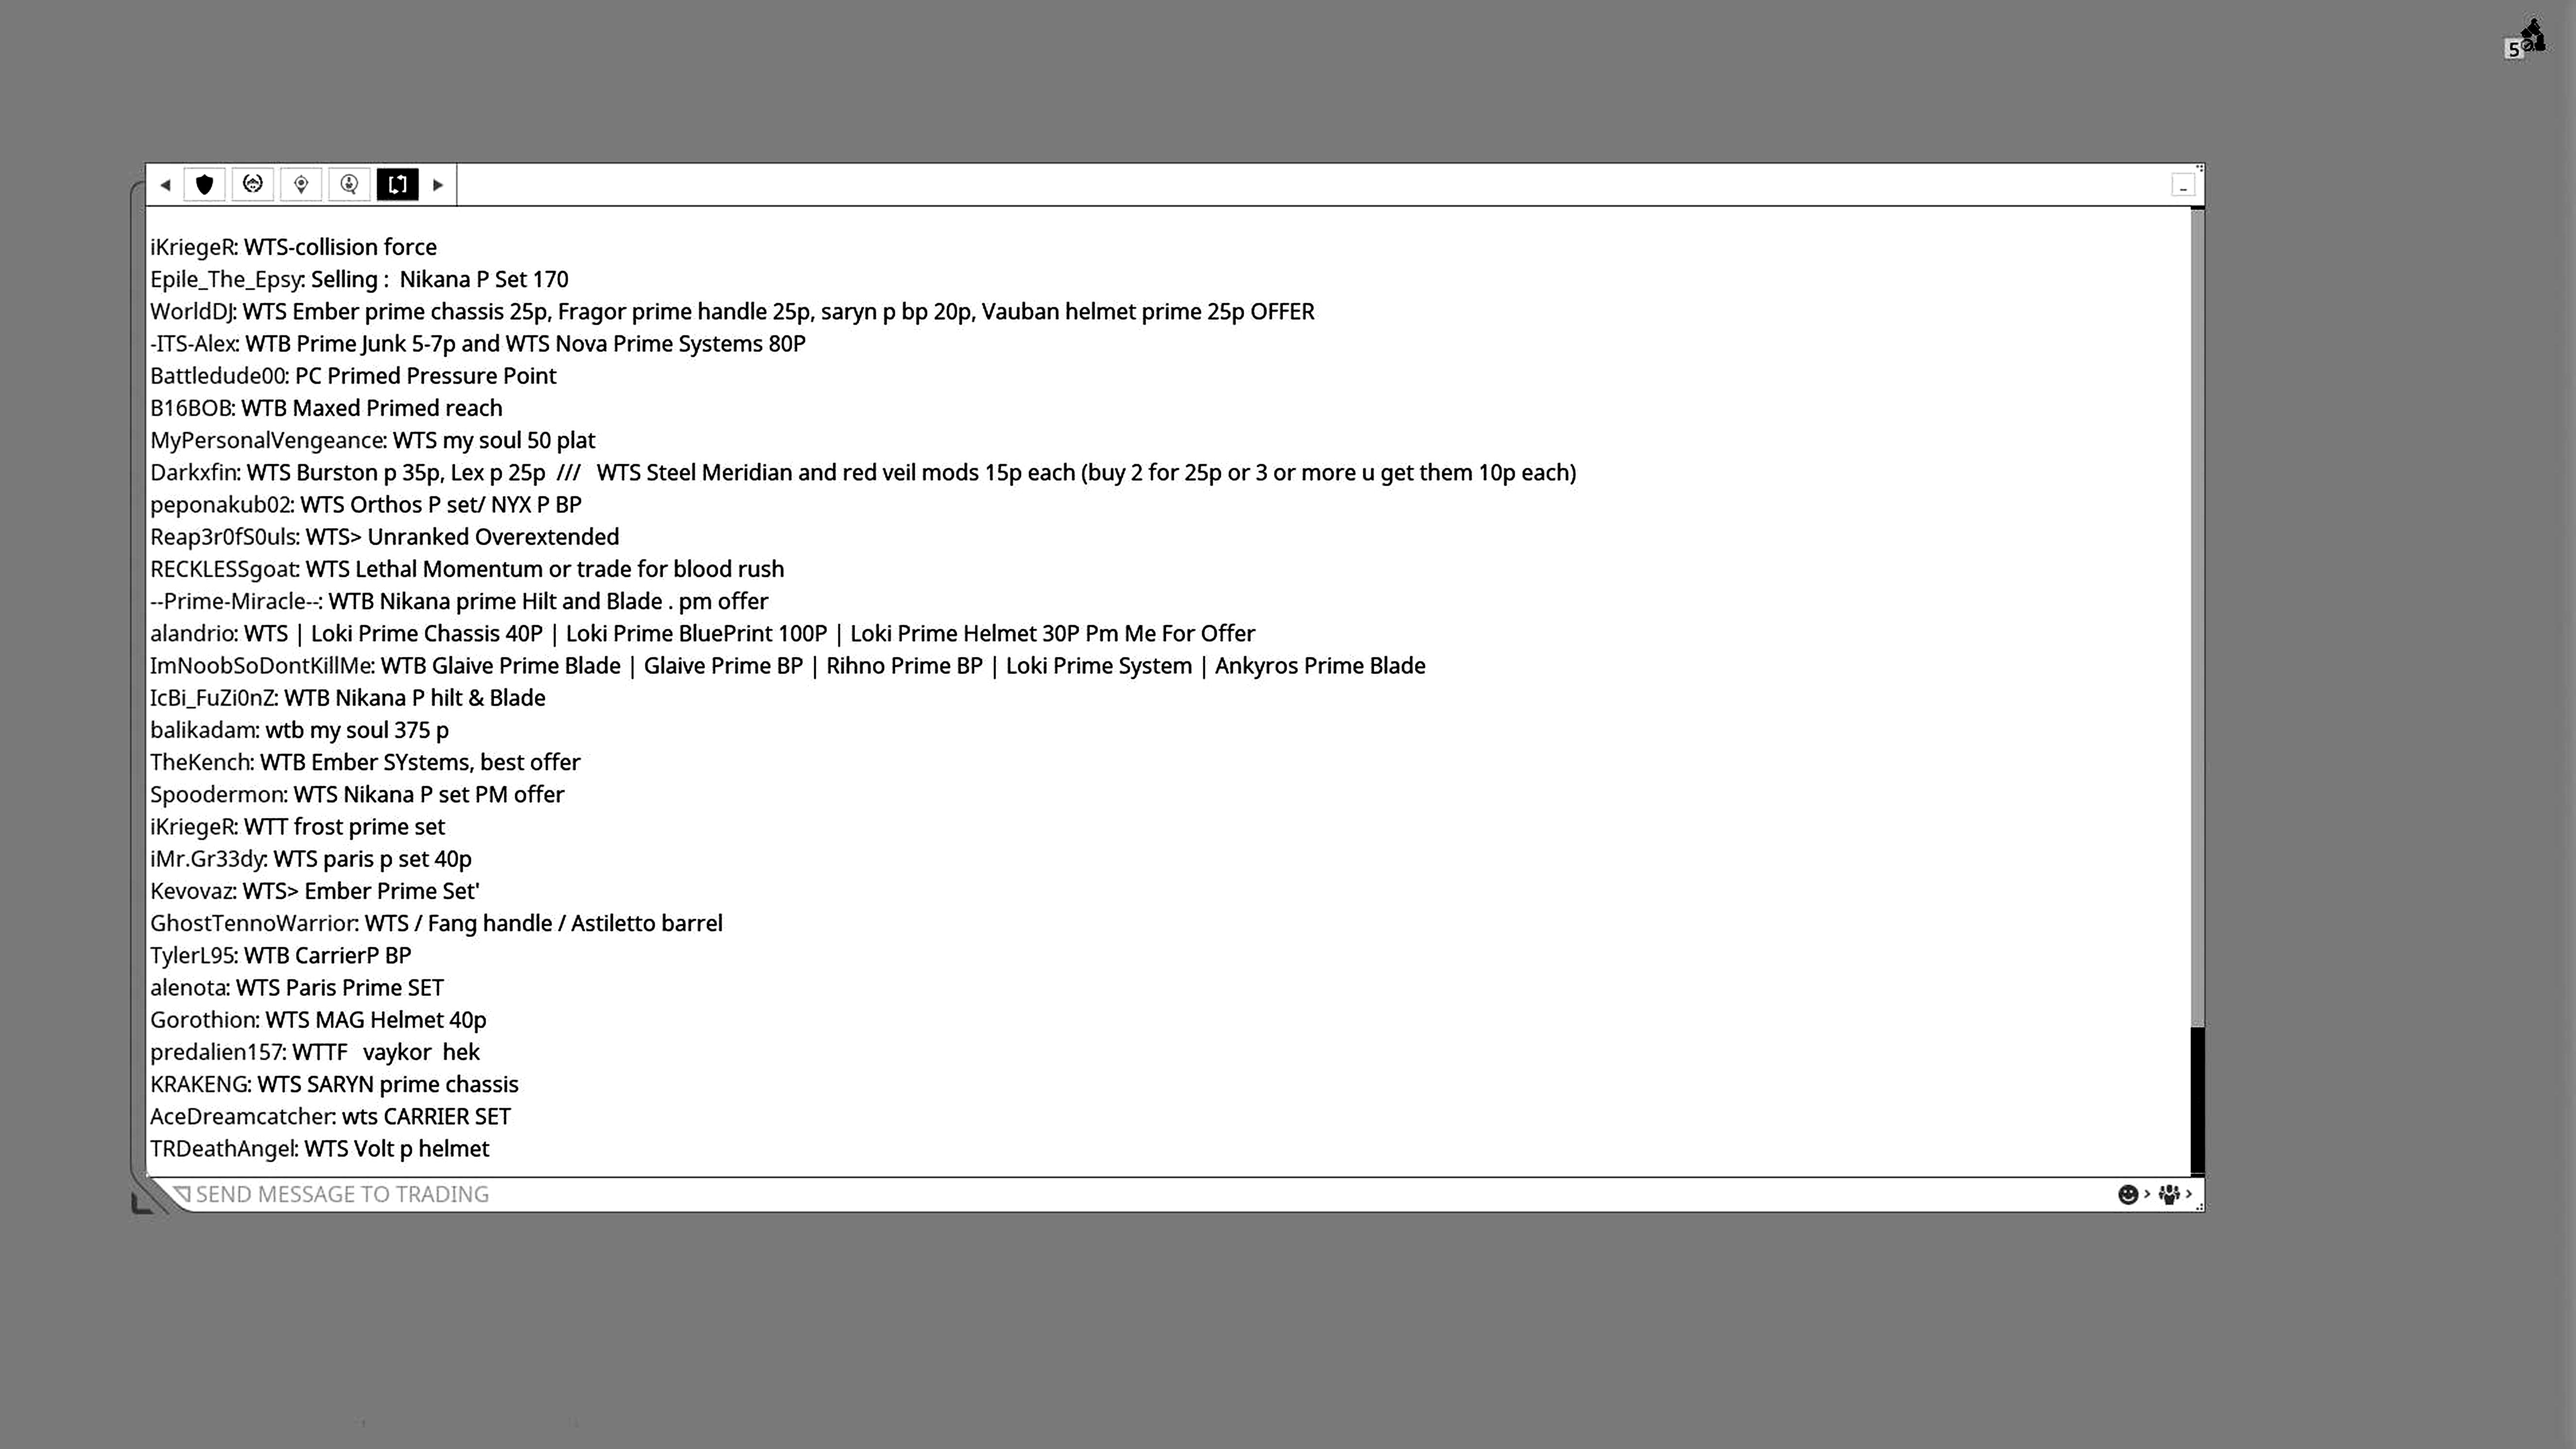 5
iKriegeR: WTS-collision force
Epile_The_Epsy: Selling :  Nikana P Set 170
WorldDJ: WTS Ember prime chassis 25p, Fragor prime handle 25p, saryn p bp 20p, Vauban helmet prime 25p OFFER
-ITS-Alex: WTB Prime Junk 5-7p and WTS Nova Prime Systems 80P
Battledude00: PC Primed Pressure Point
B16BOB: WTB Maxed Primed reach
MyPersonalVengeance: WTS my soul 50 plat
Darkxfin: WTS Burston p 35p, Lex p 25p  ///   WTS Steel Meridian and red veil mods 15p each (buy 2 for 25p or 3 or more u get them 10p each)
peponakub02: WTS Orthos P set/ NYX P BP
Reap3r0fS0uls: WTS> Unranked Overextended
RECKLESSgoat: WTS Lethal Momentum or trade for blood rush
--Prime-Miracle--: WTB Nikana prime Hilt and Blade . pm offer
alandrio: WTS | Loki Prime Chassis 40P | Loki Prime BluePrint 100P | Loki Prime Helmet 30P Pm Me For Offer
ImNoobSoDontKillMe: WTB Glaive Prime Blade | Glaive Prime BP | Rihno Prime BP | Loki Prime System | Ankyros Prime Blade
IcBi_FuZi0nZ: WTB Nikana P hilt & Blade
balikadam: wtb my soul 375 p
TheKench: WTB Ember SYstems, best offer
Spoodermon: WTS Nikana P set PM offer
iKriegeR: WTT frost prime set
iMr.Gr33dy: WTS paris p set 40p
Kevovaz: WTS> Ember Prime Set'
GhostTennoWarrior: WTS / Fang handle / Astiletto barrel
TylerL95: WTB CarrierP BP
alenota: WTS Paris Prime SET
Gorothion: WTS MAG Helmet 40p
predalien157: WTTF   vaykor  hek
KRAKENG: WTS SARYN prime chassis
AceDreamcatcher: wts CARRIER SET
TRDeathAngel: WTS Volt p helmet
SEND MESSAGE TO TRADING